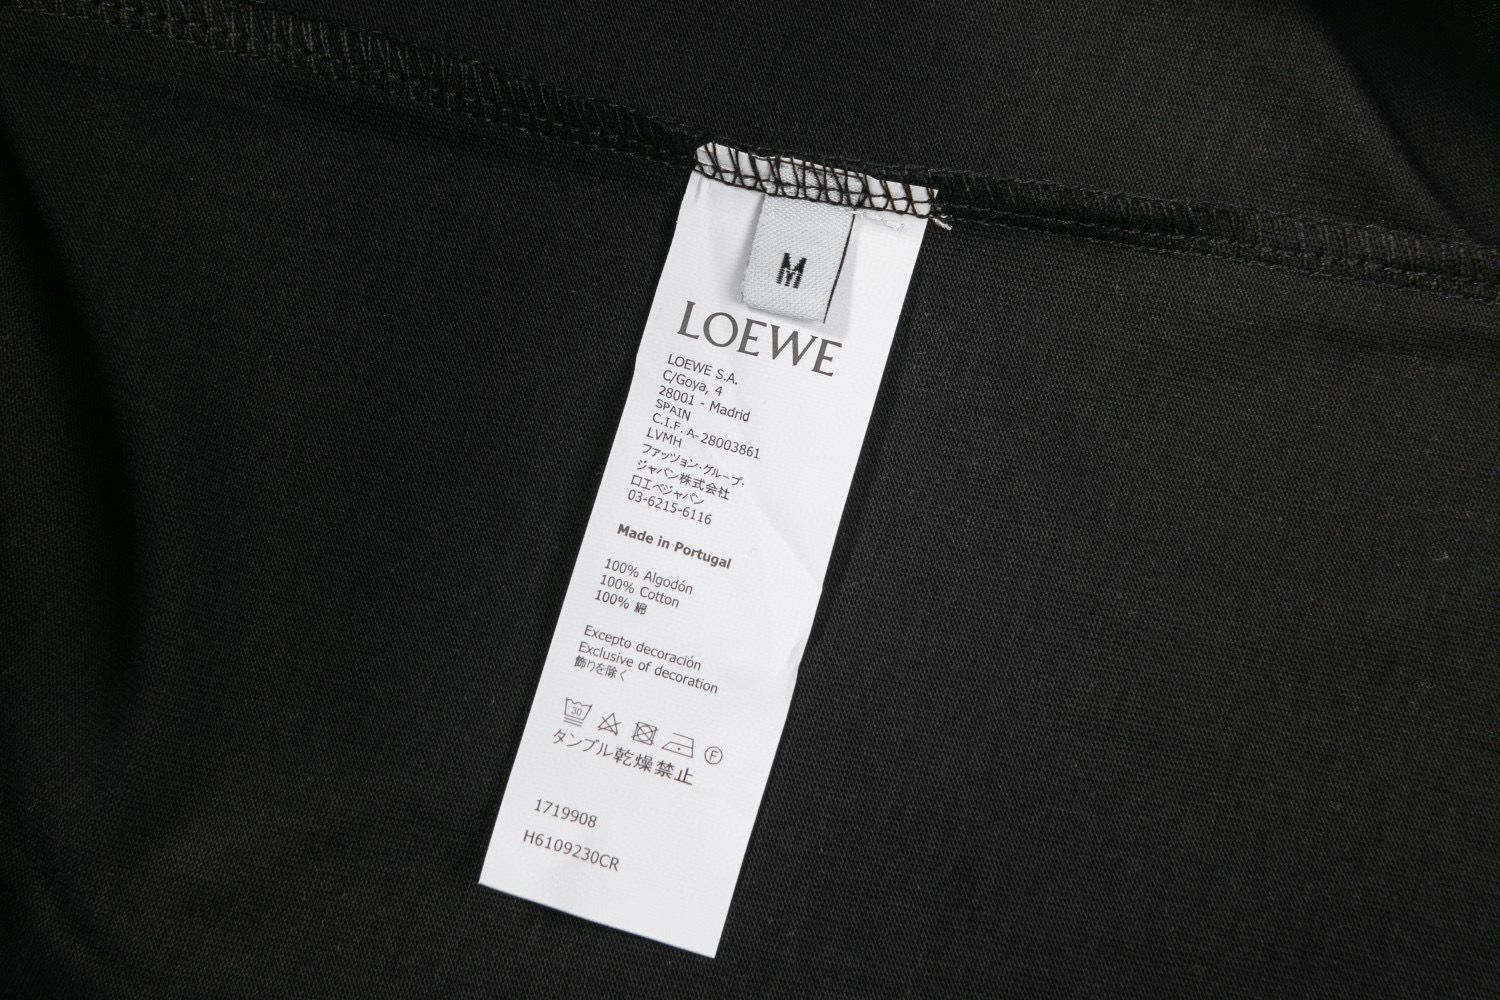 M
LOEWE
LOEWE S.A.
C/Goya, 4
28001 - Madrid
SPAIN
C.I.F. A-28003861
LVMH
ファッツョン·グループ·
ジャパン株式会社
口エベジャパン
03-6215-6116
Made in Portugal
100% Algodón
100% Cotton
100% 綿
Excepto decoración
Exclusive of decoration
飾りを除く
30
F
タンブル乾燥禁止
1719908
H6109230CR